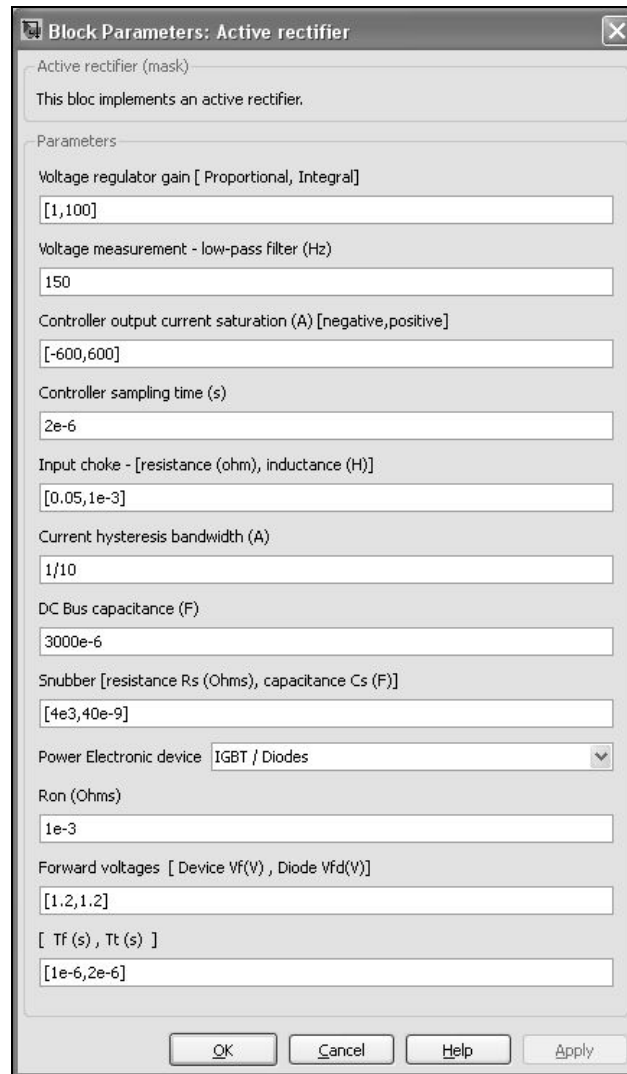 Block Parameters: Active rectifier
Active rectifier (mask)
This bloc implements an active rectifier.
Parameters
Voltage regulator gain [ Proportional, Integral]
[1,100]
Voltage measurement - low-pass filter (Hz)
150
Controller output current saturation (A) [negative,positive]
[-600,600]
Controller sampling time (s)
2e-6
Input choke - [resistance (ohm), inductance (H)]
[0.05,1e-3]
Current hysteresis bandwidth (A)
1/10
DC Bus capacitance (F)
3000e-6
Snubber [resistance Rs (Ohms), capacitance Cs (F)]
[4e3,40e-9]
Power Electronic device IGBT / Diodes
Ron (Ohms)
1e-3
Forward voltages [ Device Vf(V) , Diode Vfd(V)]
[1.2,1.2]
[ Tf (s) , Tt (s) ]
[1e-6,2e-6]
OK Cancel Help Apply